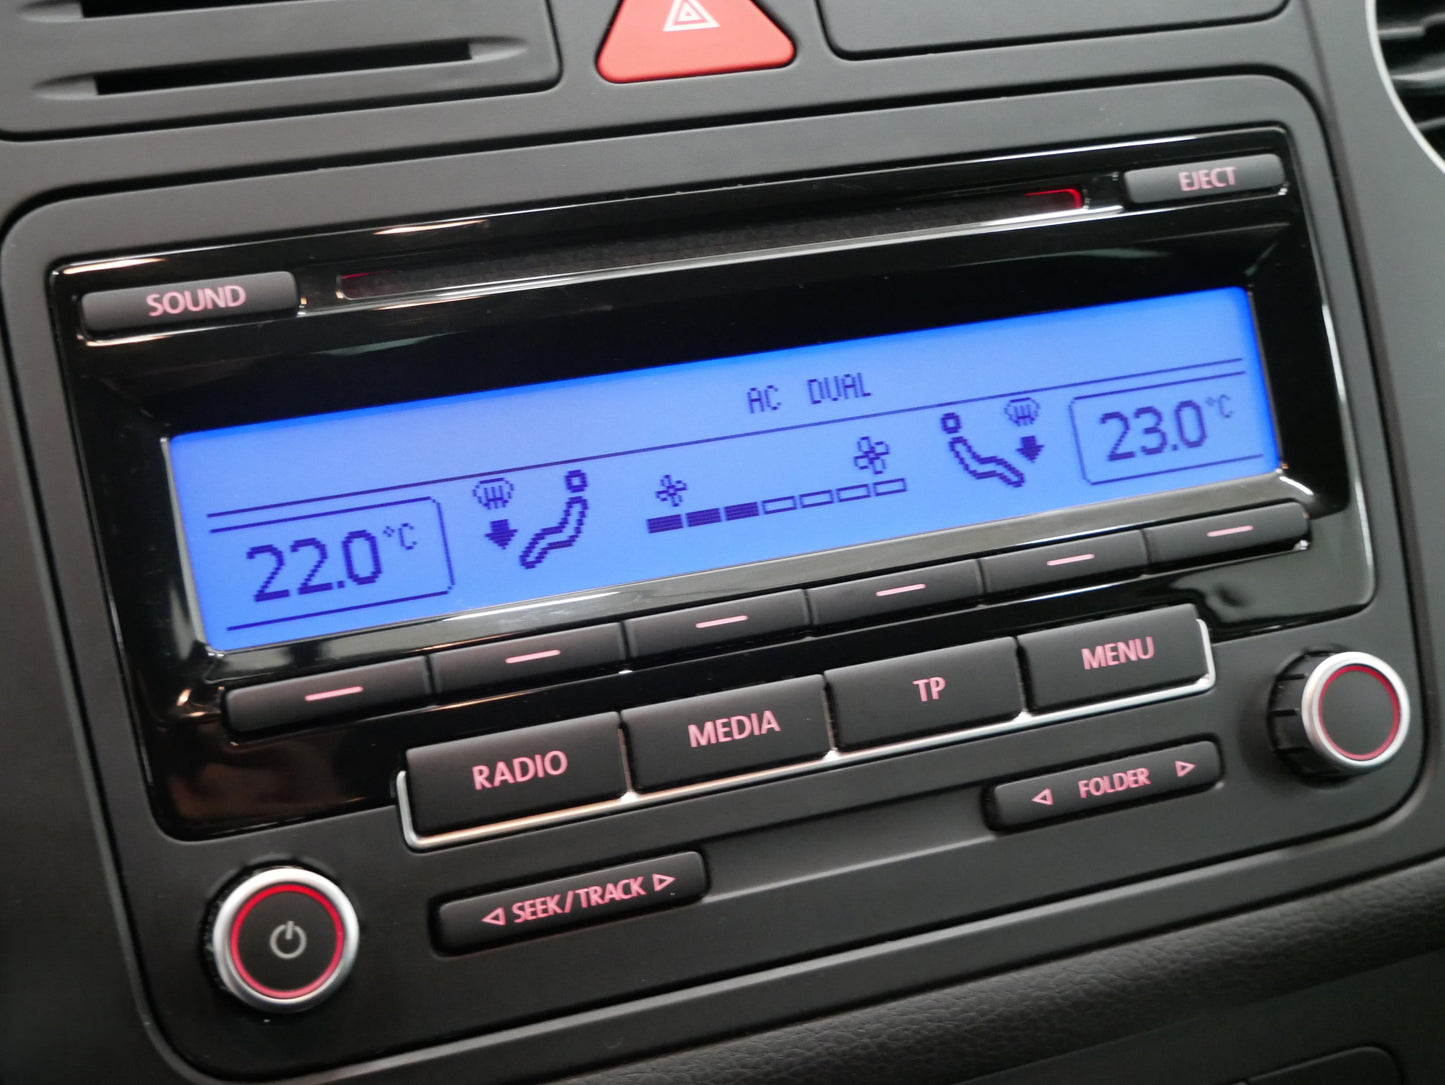 EJECT
SOUND
AC DUAL
22.0°C
23.0°C
RADIO
MEDIA
TP
MENU
SEEK/TRACK
FOLDER